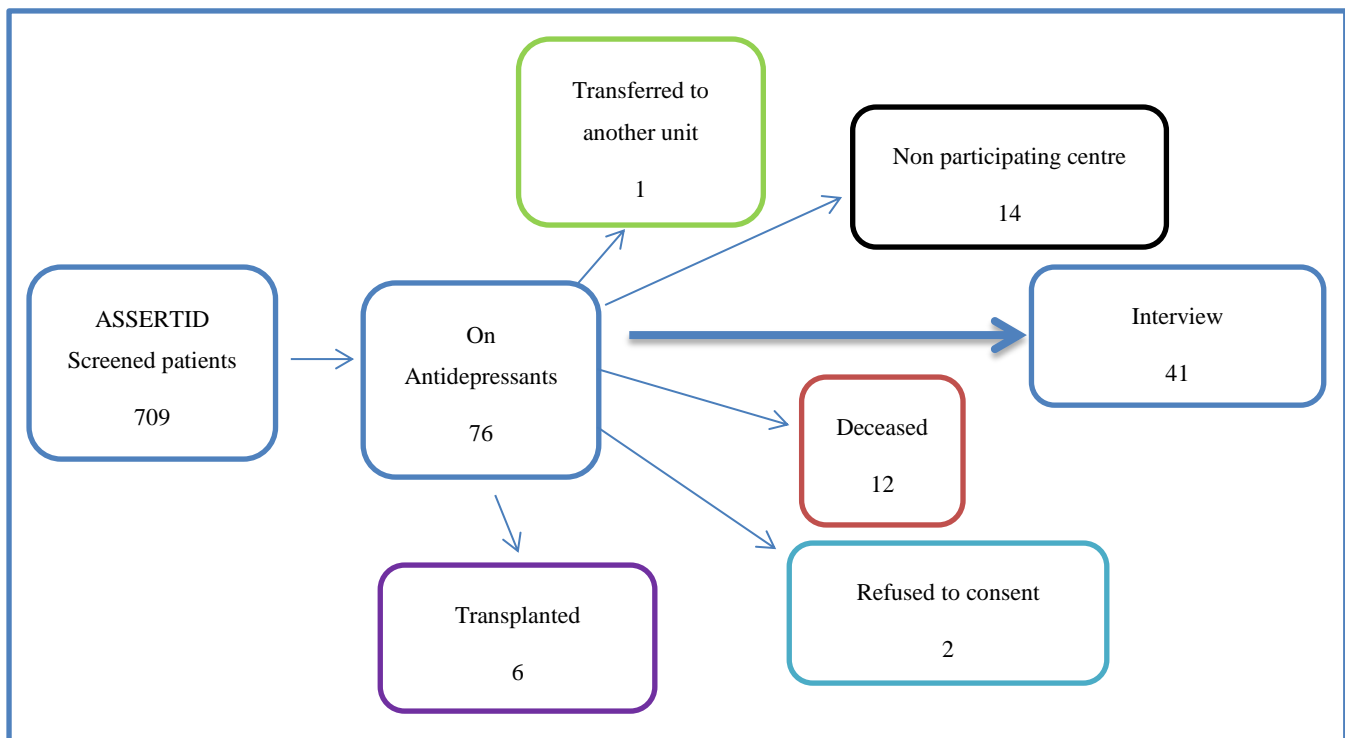 Transferred to
another unit
1
Non participating centre
14
ASSERTID
Screened patients
709
On
Antidepressants
76
Interview
41
Deceased
12
Transplanted
6
Refused to consent
2